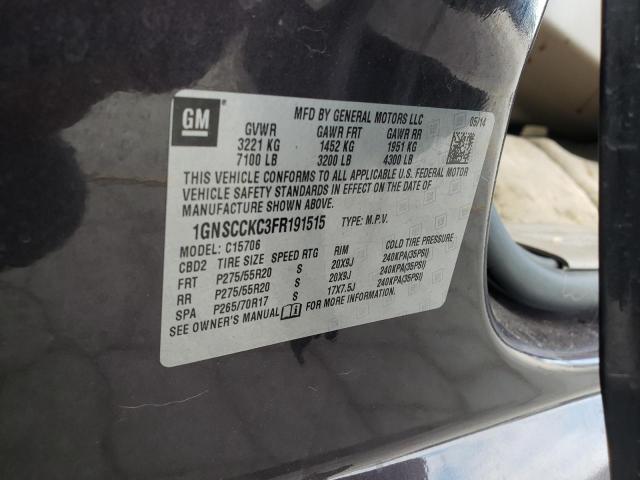 GM
MFD BY GENERAL MOTORS LLC
05/14
GVWR GAWR FRT GAWR RR
3221 KG 1452 KG 1951 KG
7100 LB 3200 LB 4300 LB
THIS VEHICLE CONFORMS TO ALL APPLICABLE U.S. FEDERAL MOTOR
VEHICLE SAFETY STANDARDS IN EFFECT ON THE DATE OF
MANUFACTURE SHOWN ABOVE.
1GNSCCKC3FR191515 TYPE: M.P.V.
MODEL: C15706
CBD2 TIRE SIZE SPEED RTG RIM COLD TIRE PRESSURE
FRT P275/55R20 S 20X9J 240KPA(35PSI)
RR P275/55R20 S 20X9J 240KPA(35PSI)
SPA P265/70R17 S 17X7.5J 240KPA(35PSI)
SEE OWNER'S MANUAL FOR MORE INFORMATION.